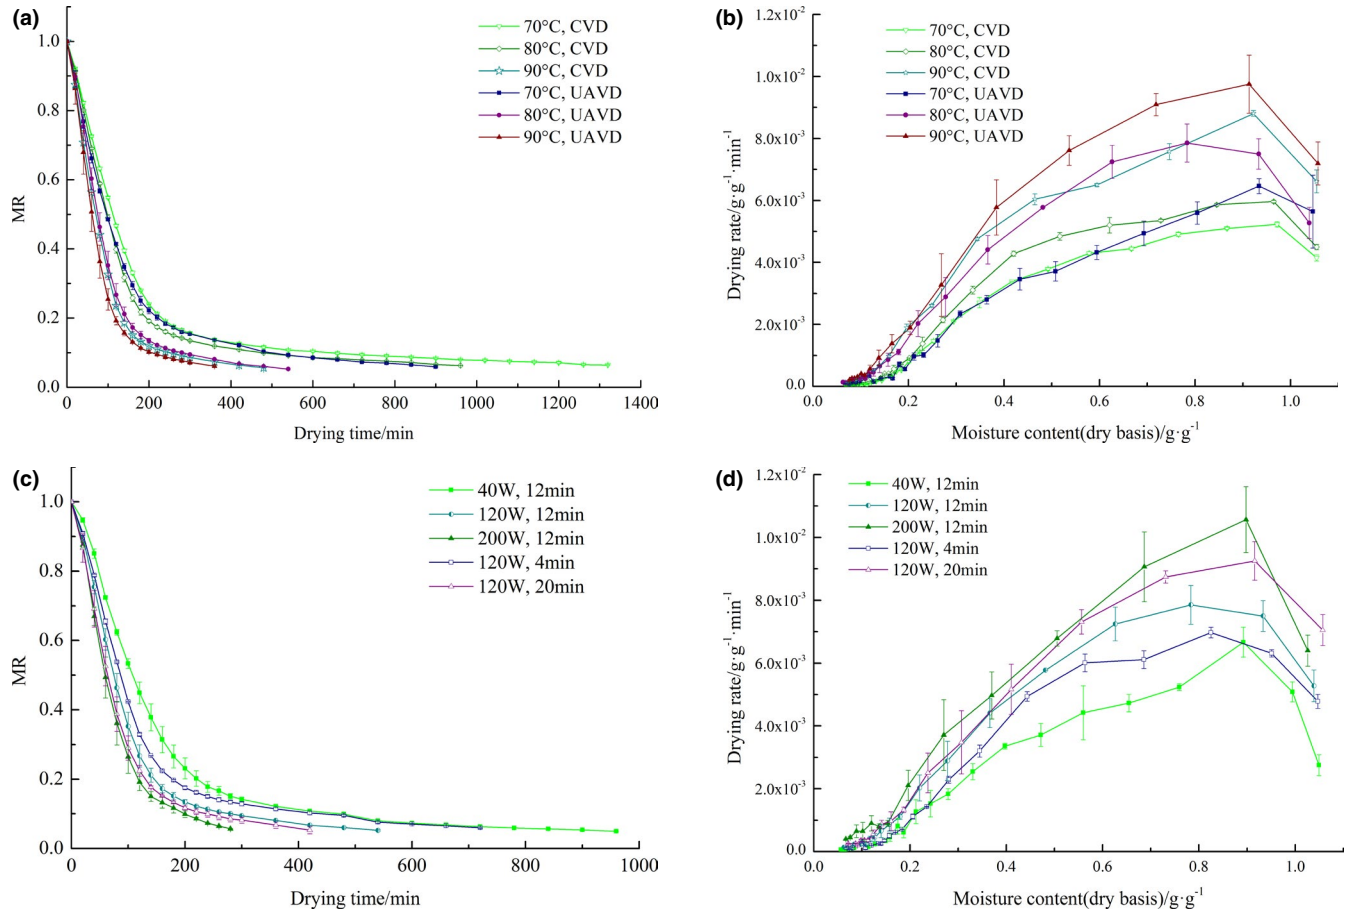 (a)
70°C, CVD
80°C, CVD
90°C, CVD
70°C, UAVD
80°C, UAVD
90°C, UAVD
1.0
0.8
0.6
0.4
0.2
0.0
MR
0 200 400 600 800 1000 1200 1400
Drying time/min
(b)
70°C, CVD
80°C, CVD
90°C, CVD
70°C, UAVD
80°C, UAVD
90°C, UAVD
1.2x10⁻²
1.0x10⁻²
8.0x10⁻³
6.0x10⁻³
4.0x10⁻³
2.0x10⁻³
0.0
Drying rate/g·g⁻¹·min⁻¹
0.0 0.2 0.4 0.6 0.8 1.0
Moisture content(dry basis)/g·g⁻¹
(c)
40W, 12min
120W, 12min
200W, 12min
120W, 4min
120W, 20min
1.0
0.8
0.6
0.4
0.2
0.0
MR
0 200 400 600 800 1000
Drying time/min
(d)
40W, 12min
120W, 12min
200W, 12min
120W, 4min
120W, 20min
1.2x10⁻²
1.0x10⁻²
8.0x10⁻³
6.0x10⁻³
4.0x10⁻³
2.0x10⁻³
0.0
Drying rate/g·g⁻¹·min⁻¹
0.0 0.2 0.4 0.6 0.8 1.0
Moisture content(dry basis)/g·g⁻¹